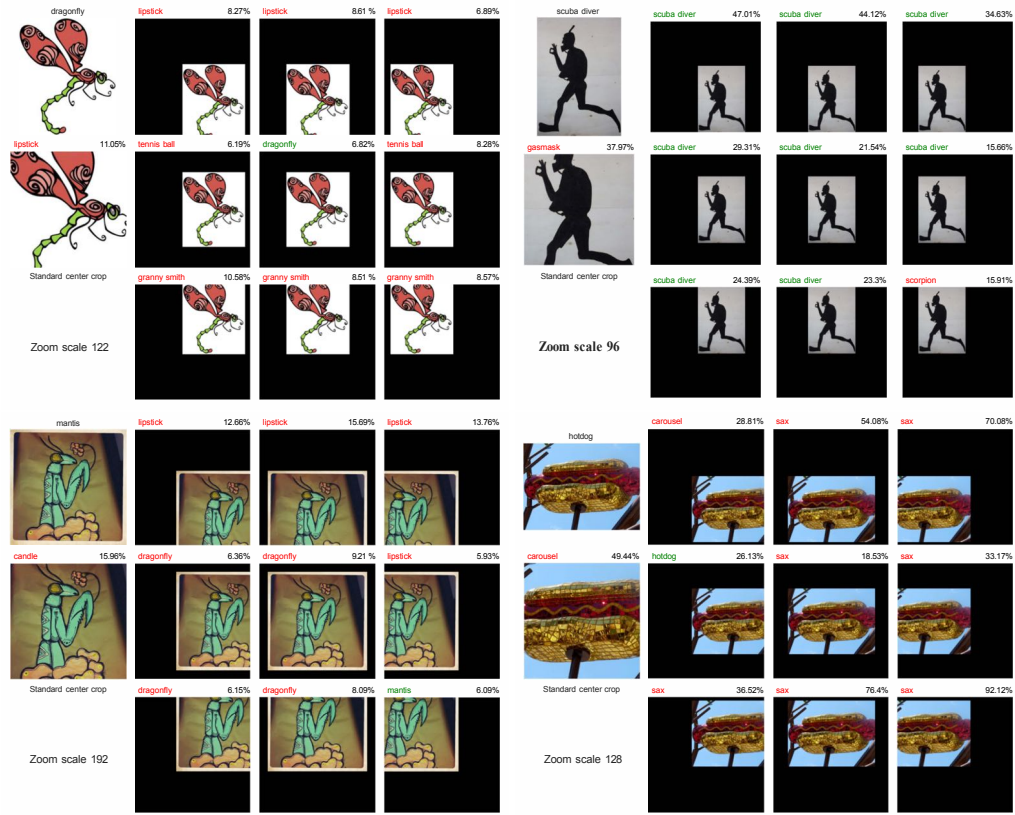 dragonfly
lipstick 8.27%
lipstick 8.61 %
lipstick 6.89%
lipstick 11.05%
tennis ball 6.19%
dragonfly 6.82%
tennis ball 8.28%
Standard center crop
granny smith 10.58%
granny smith 8.51 %
granny smith 8.57%
Zoom scale 122
scuba diver
scuba diver 47.01%
scuba diver 44.12%
scuba diver 34.63%
gasmask 37.97%
scuba diver 29.31%
scuba diver 21.54%
scuba diver 15.66%
Standard center crop
scuba diver 24.39%
scuba diver 23.3%
scorpion 15.91%
Zoom scale 96
mantis
lipstick 12.66%
lipstick 15.69%
lipstick 13.76%
candle 15.96%
dragonfly 6.36%
dragonfly 9.21 %
lipstick 5.93%
Standard center crop
dragonfly 6.15%
dragonfly 8.09%
mantis 6.09%
Zoom scale 192
hotdog
carousel 28.81%
sax 54.08%
sax 70.08%
carousel 49.44%
hotdog 26.13%
sax 18.53%
sax 33.17%
Standard center crop
sax 36.52%
sax 76.4%
sax 92.12%
Zoom scale 128